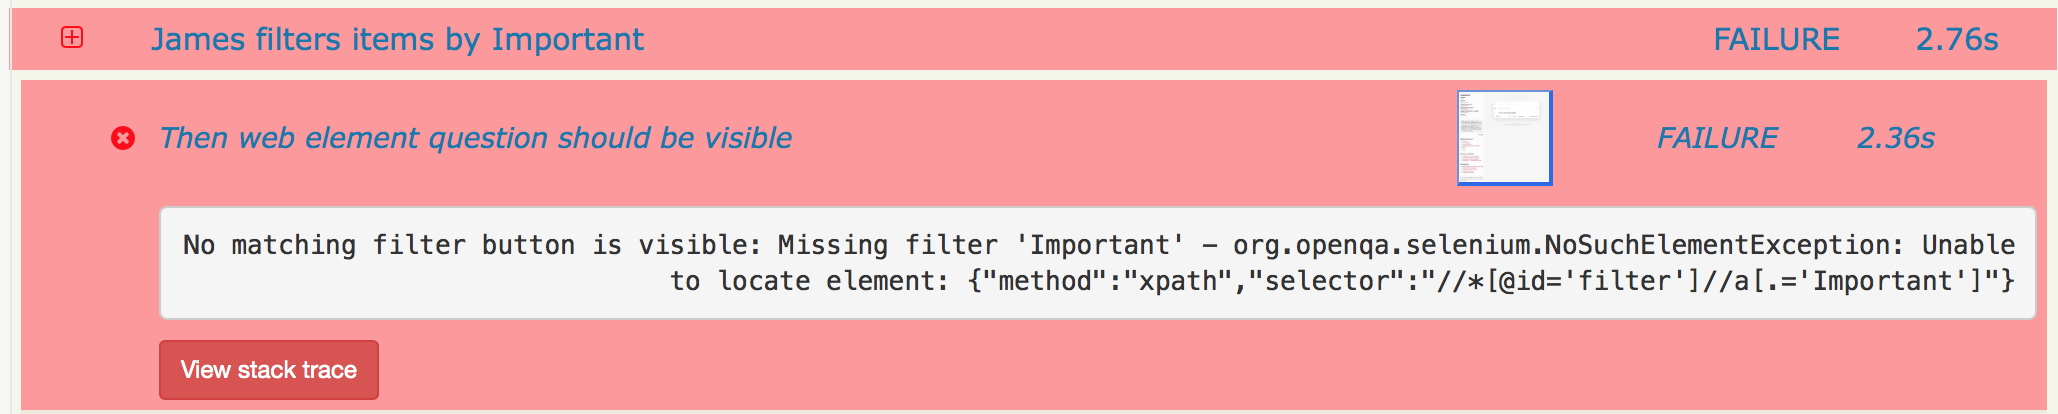 James filters items by Important FAILURE 2.76s
Then web element question should be visible FAILURE 2.36s
No matching filter button is visible: Missing filter 'Important' - org.openqa.selenium.NoSuchElementException: Unable
to locate element: {"method":"xpath","selector":"//*[@id='filter']//a[.='Important']"}
View stack trace